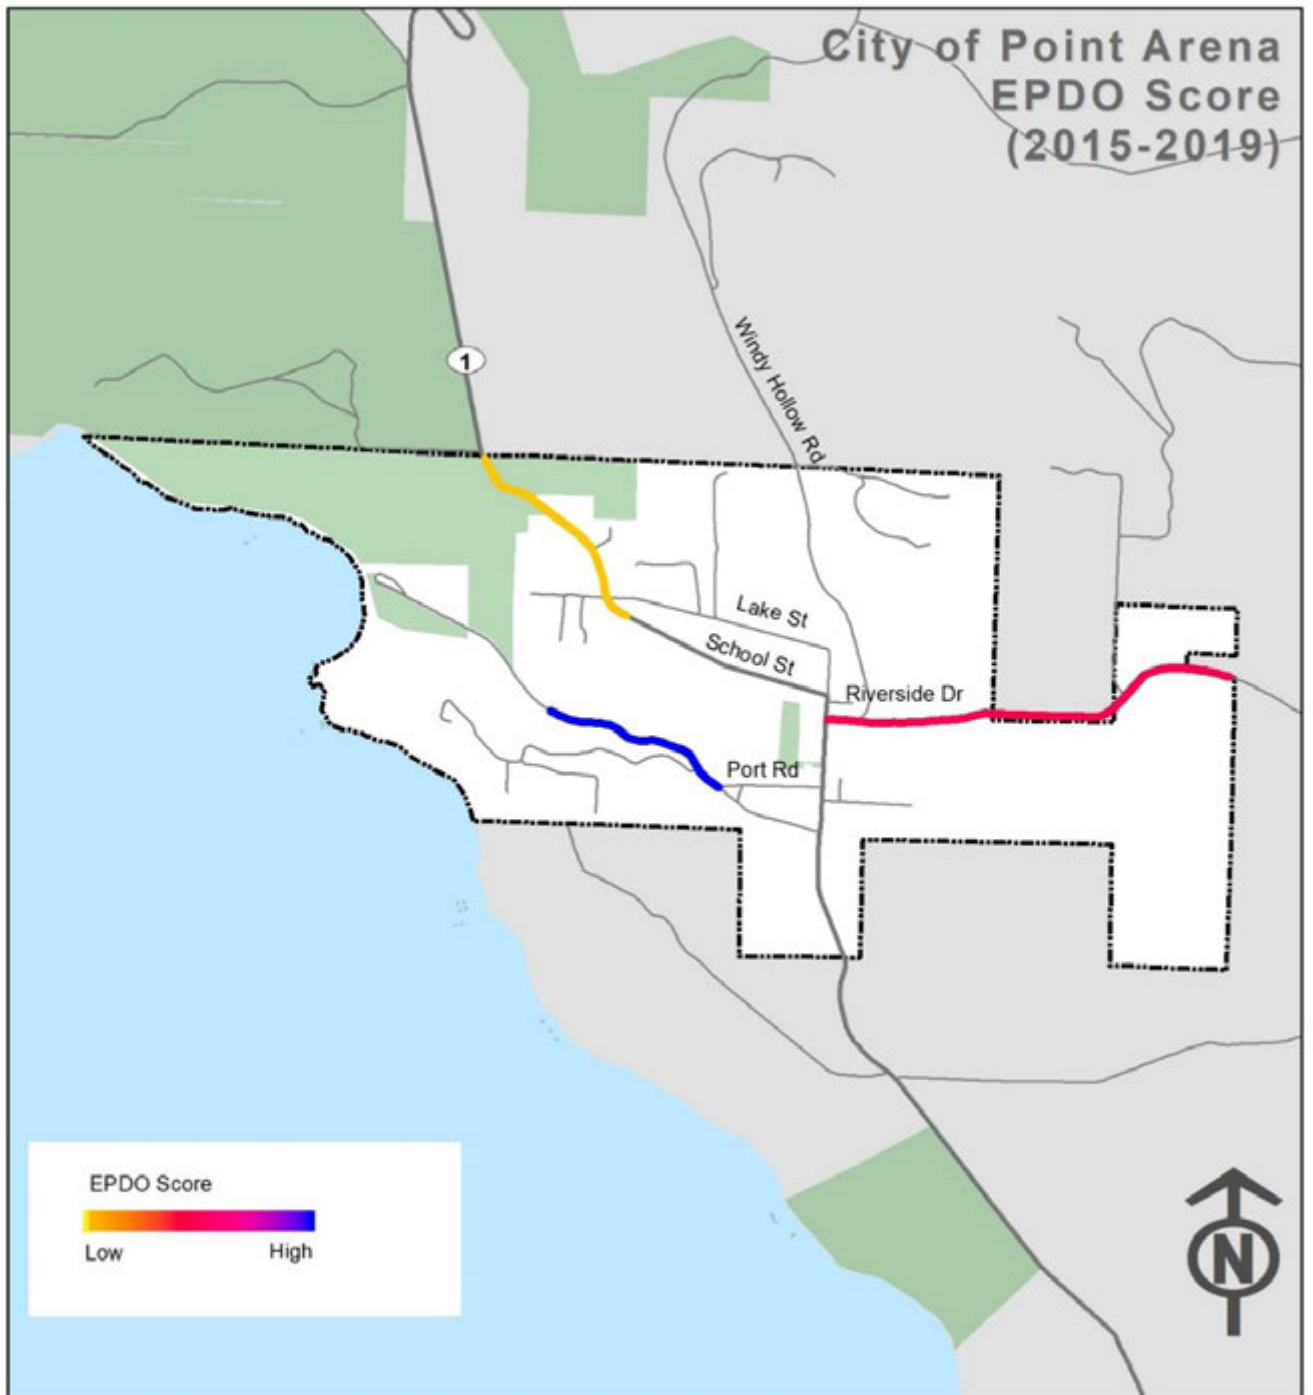 City of Point Arena
EPDO Score
(2015-2019)
1
Windy Hollow Rd
Lake St
School St
Riverside Dr
Port Rd
EPDO Score
Low High
N